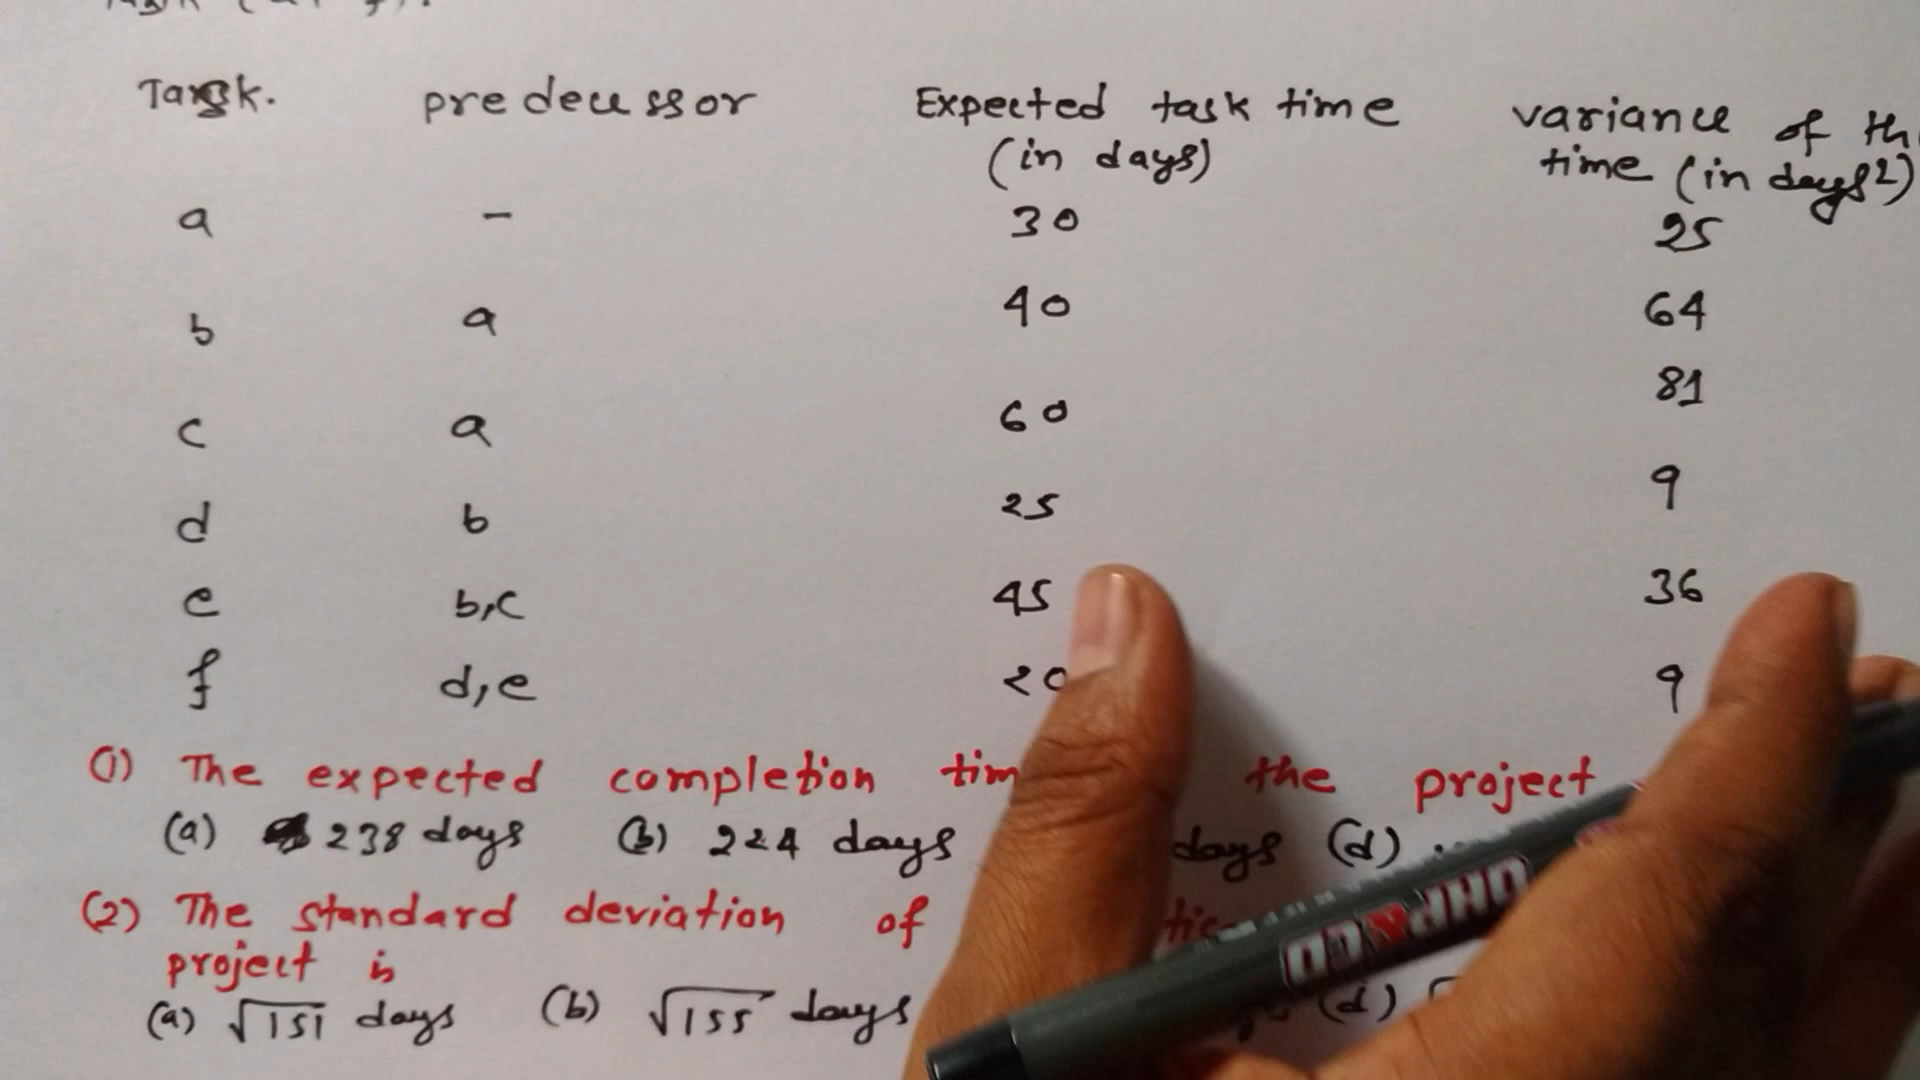 Task. predecessor Expected task time variance of th
(in days) time (in days²)
a - 30 25
b a 40 64
c a 60 81
d b 25 9
e b,c 45 36
f d,e 20 9
(1) The expected completion tim the project
(a) 238 days (b) 224 days days (d)
(2) The standard deviation of
project is
(a) √151 days (b) √155 days (d)